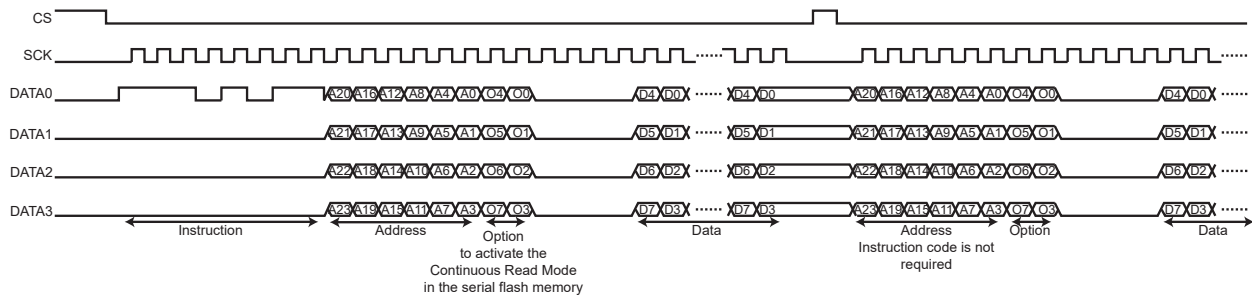 CS
SCK
DATA0 A20 A16 A12 A8 A4 A0 O4 O0 D4 D0 D4 D0 A20 A16 A12 A8 A4 A0 O4 O0 D4 D0
DATA1 A21 A17 A13 A9 A5 A1 O5 O1 D5 D1 D5 D1 A21 A17 A13 A9 A5 A1 O5 O1 D5 D1
DATA2 A22 A18 A14 A10 A6 A2 O6 O2 D6 D2 D6 D2 A22 A18 A14 A10 A6 A2 O6 O2 D6 D2
DATA3 A23 A19 A15 A11 A7 A3 O7 O3 D7 D3 D7 D3 A23 A19 A15 A11 A7 A3 O7 O3 D7 D3
Instruction Address Option Data Address Option Data
to activate the
Continuous Read Mode
in the serial flash memory
Instruction code is not
required